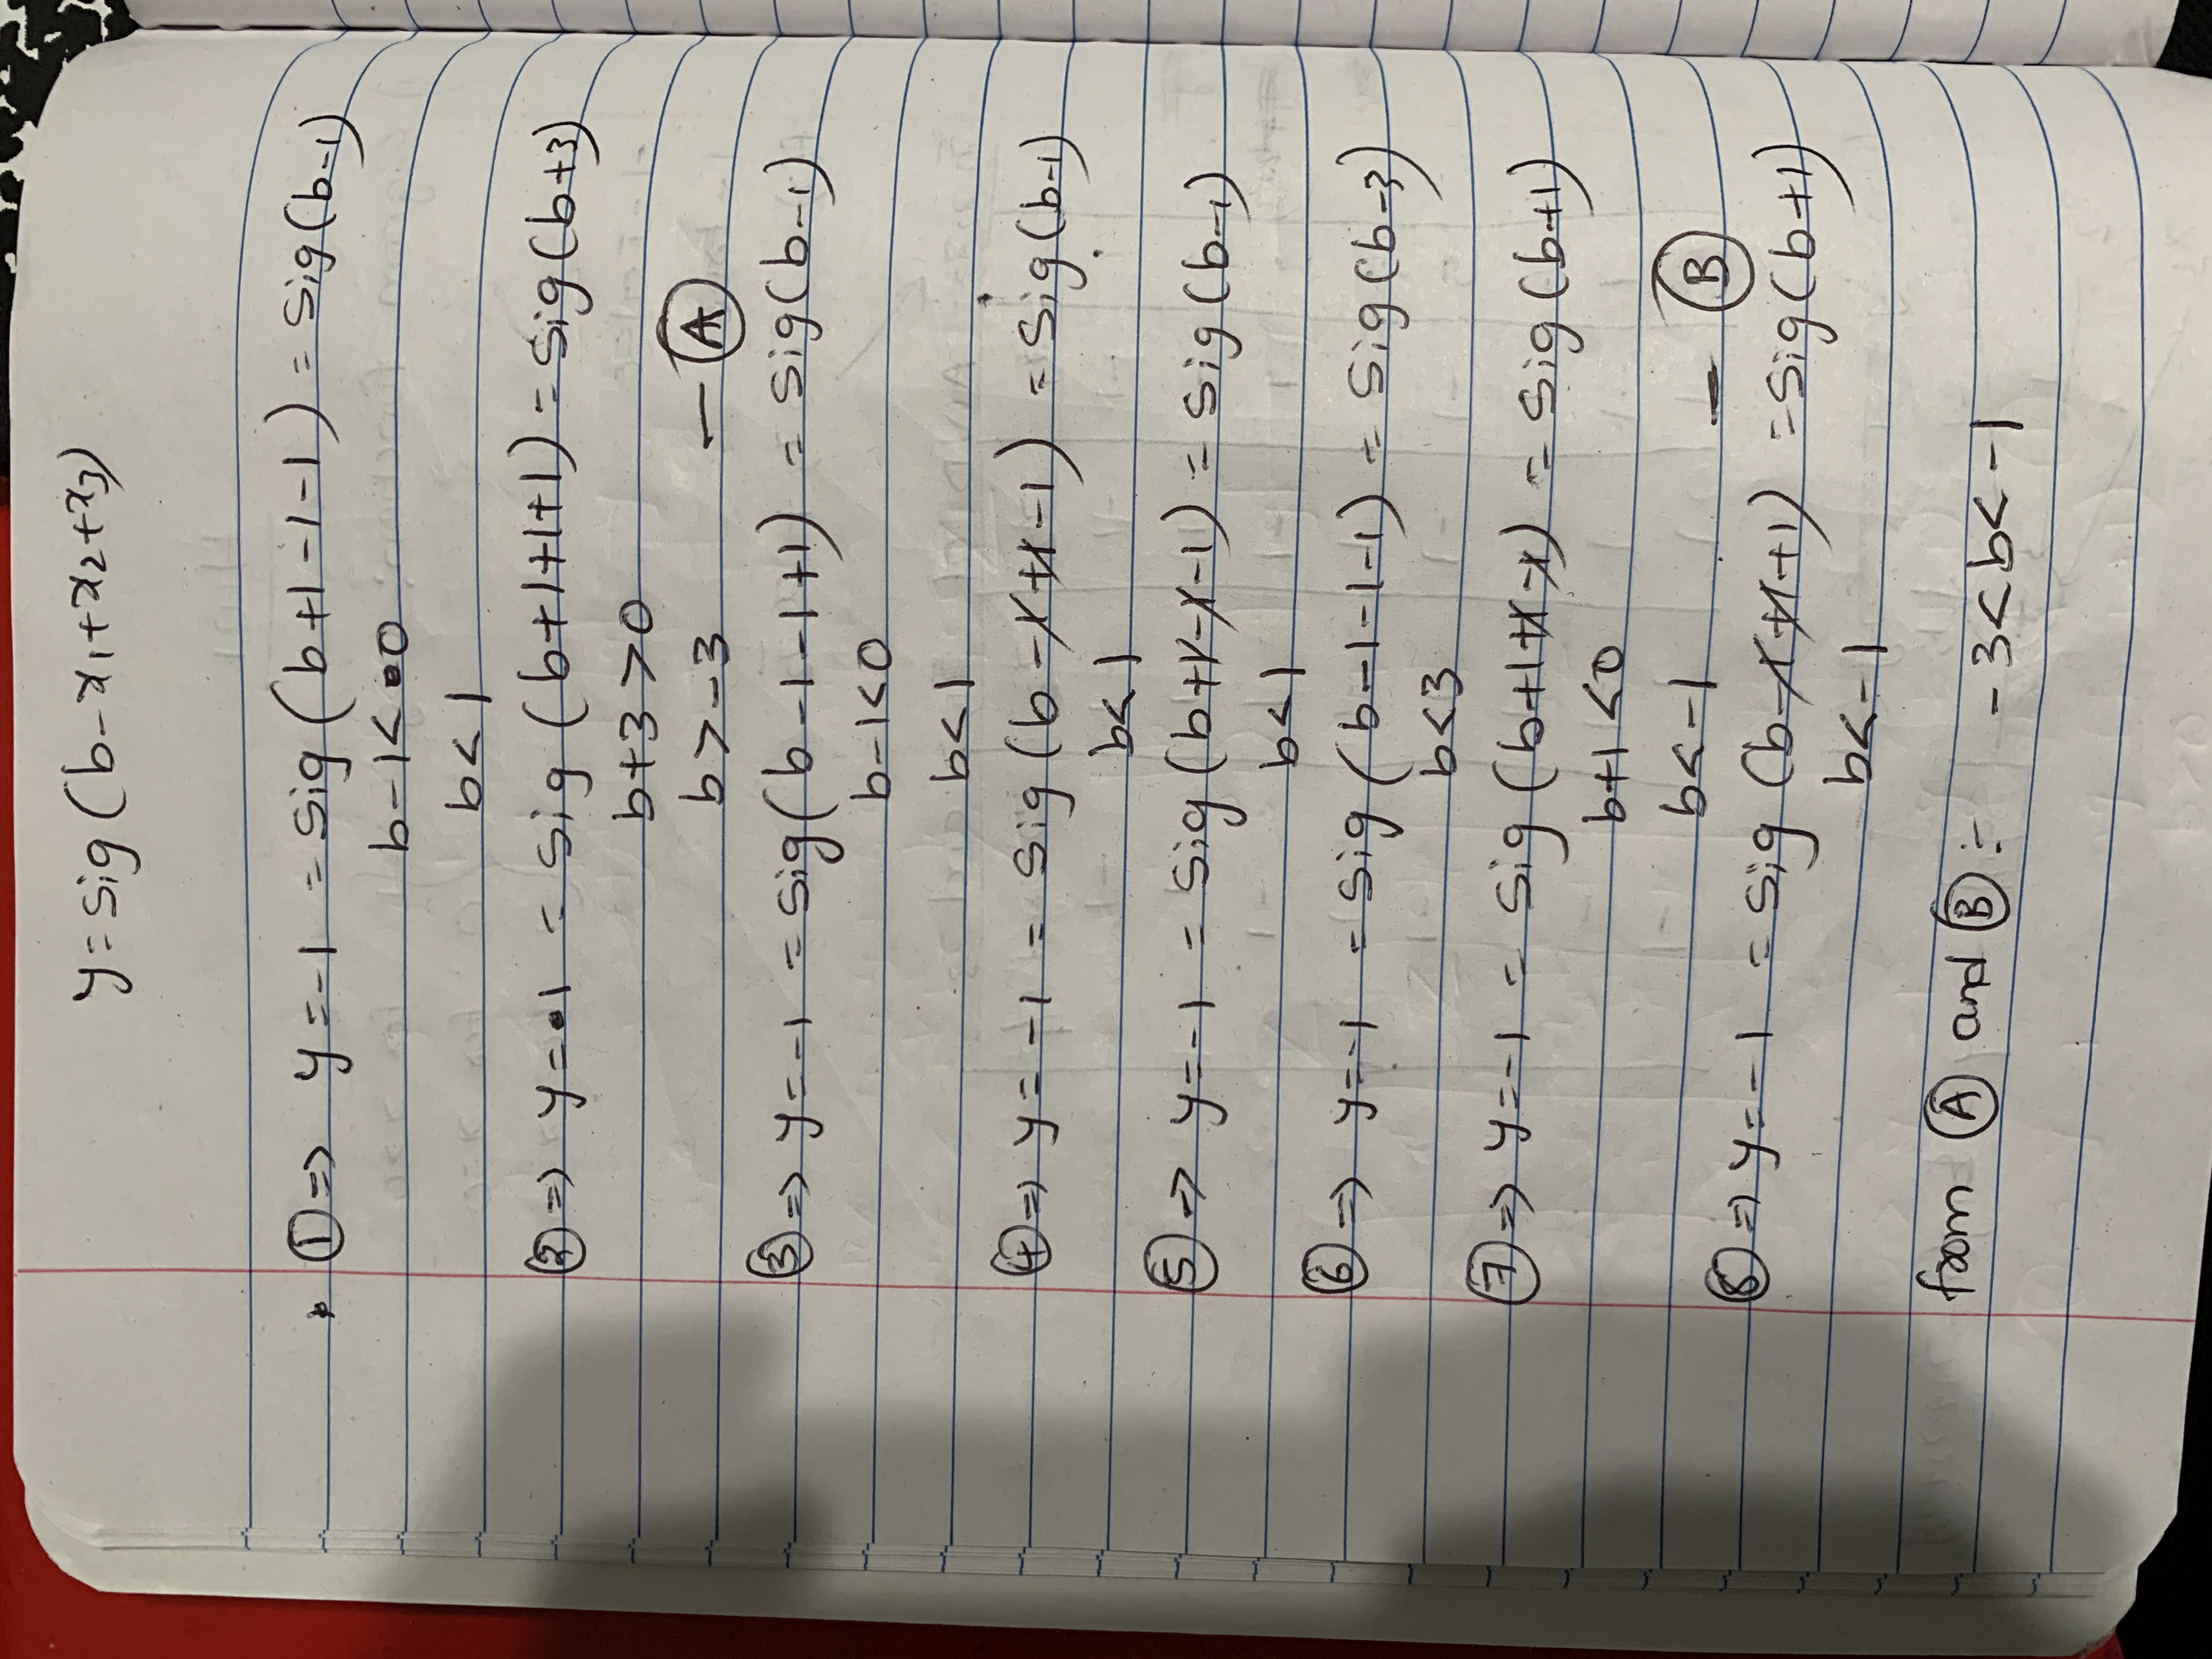 y=sig(b-x₁+x₂+x₃)
① => y=-1 = sig(b+1-1-1) = sig(b-1)
b-1<0
b<1
② => y=1 = sig(b+1+1+1) = sig(b+3)
b+3>0
b>-3 — Ⓐ
③ => y=-1 = sig(b-1-1+1) = sig(b-1)
b-1<0
b<1
④ => y=-1 = sig(b-1+1-1) = sig(b-1)
b<1
⑤ -> y=-1 = sig(b+1-1-1) = sig(b-1)
b<1
⑥ => y=-1 = sig(b-1-1-1) = sig(b-3)
b<3
⑦ => y=-1 = sig(b+1+1-1) = sig(b+1)
b+1<0
b<-1 — Ⓑ
⑧ => y=-1 = sig(b-1+1+1) = sig(b+1)
b<-1
from Ⓐ and Ⓑ :- -3<b<-1